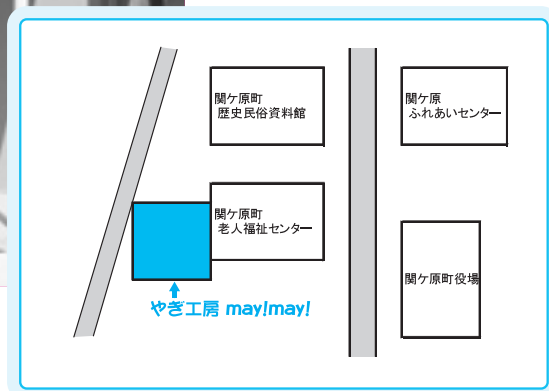 関ケ原町
歴史民俗資料館
関ケ原
ふれあいセンター
関ケ原町
老人福祉センター
関ケ原町役場
やぎ工房 may!may!